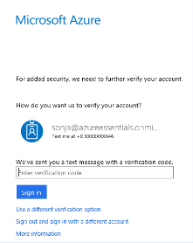 Microsoft Azure
For added security, we need to further verify your account
How do you want us to verify your account?
sonja@azureessentials.onmi...
Text me at +X XXXXXXXX46
We've sent you a text message with a verification code.
Enter verification code
Sign in
Use a different verification option
Sign out and sign in with a different account
More information